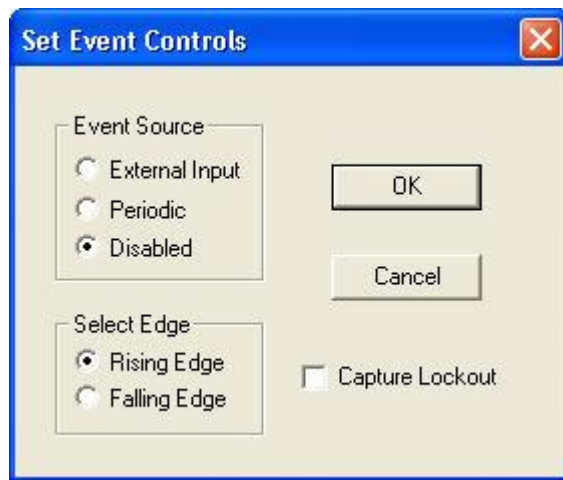 Set Event Controls
Event Source
External Input
Periodic
Disabled
OK
Cancel
Select Edge
Rising Edge
Falling Edge
Capture Lockout